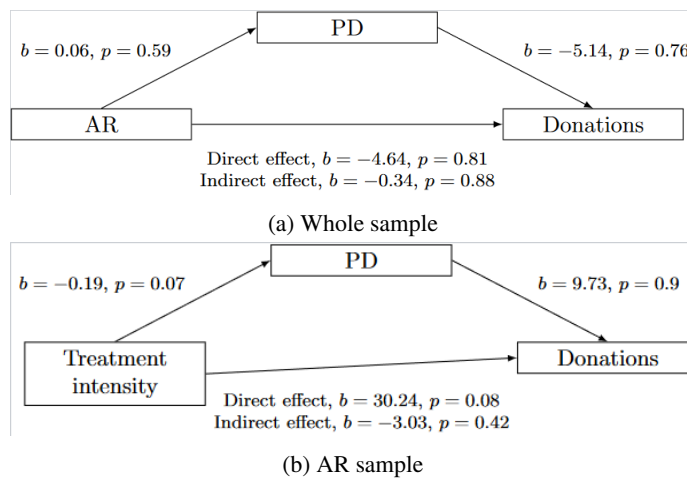 PD
b = 0.06, p = 0.59
b = −5.14, p = 0.76
AR
Donations
Direct effect, b = −4.64, p = 0.81
Indirect effect, b = −0.34, p = 0.88
(a) Whole sample
PD
b = −0.19, p = 0.07
b = 9.73, p = 0.9
Treatment
intensity
Donations
Direct effect, b = 30.24, p = 0.08
Indirect effect, b = −3.03, p = 0.42
(b) AR sample